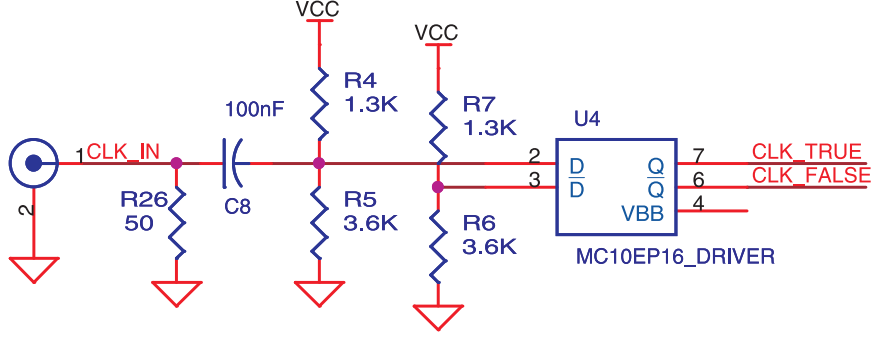 VCC
VCC
R4
1.3K
R7
1.3K
100nF
U4
1
CLK_IN
2
D
Q
7
CLK_TRUE
3
D
Q
6
CLK_FALSE
VBB
4
2
R26
50
C8
R5
3.6K
R6
3.6K
MC10EP16_DRIVER